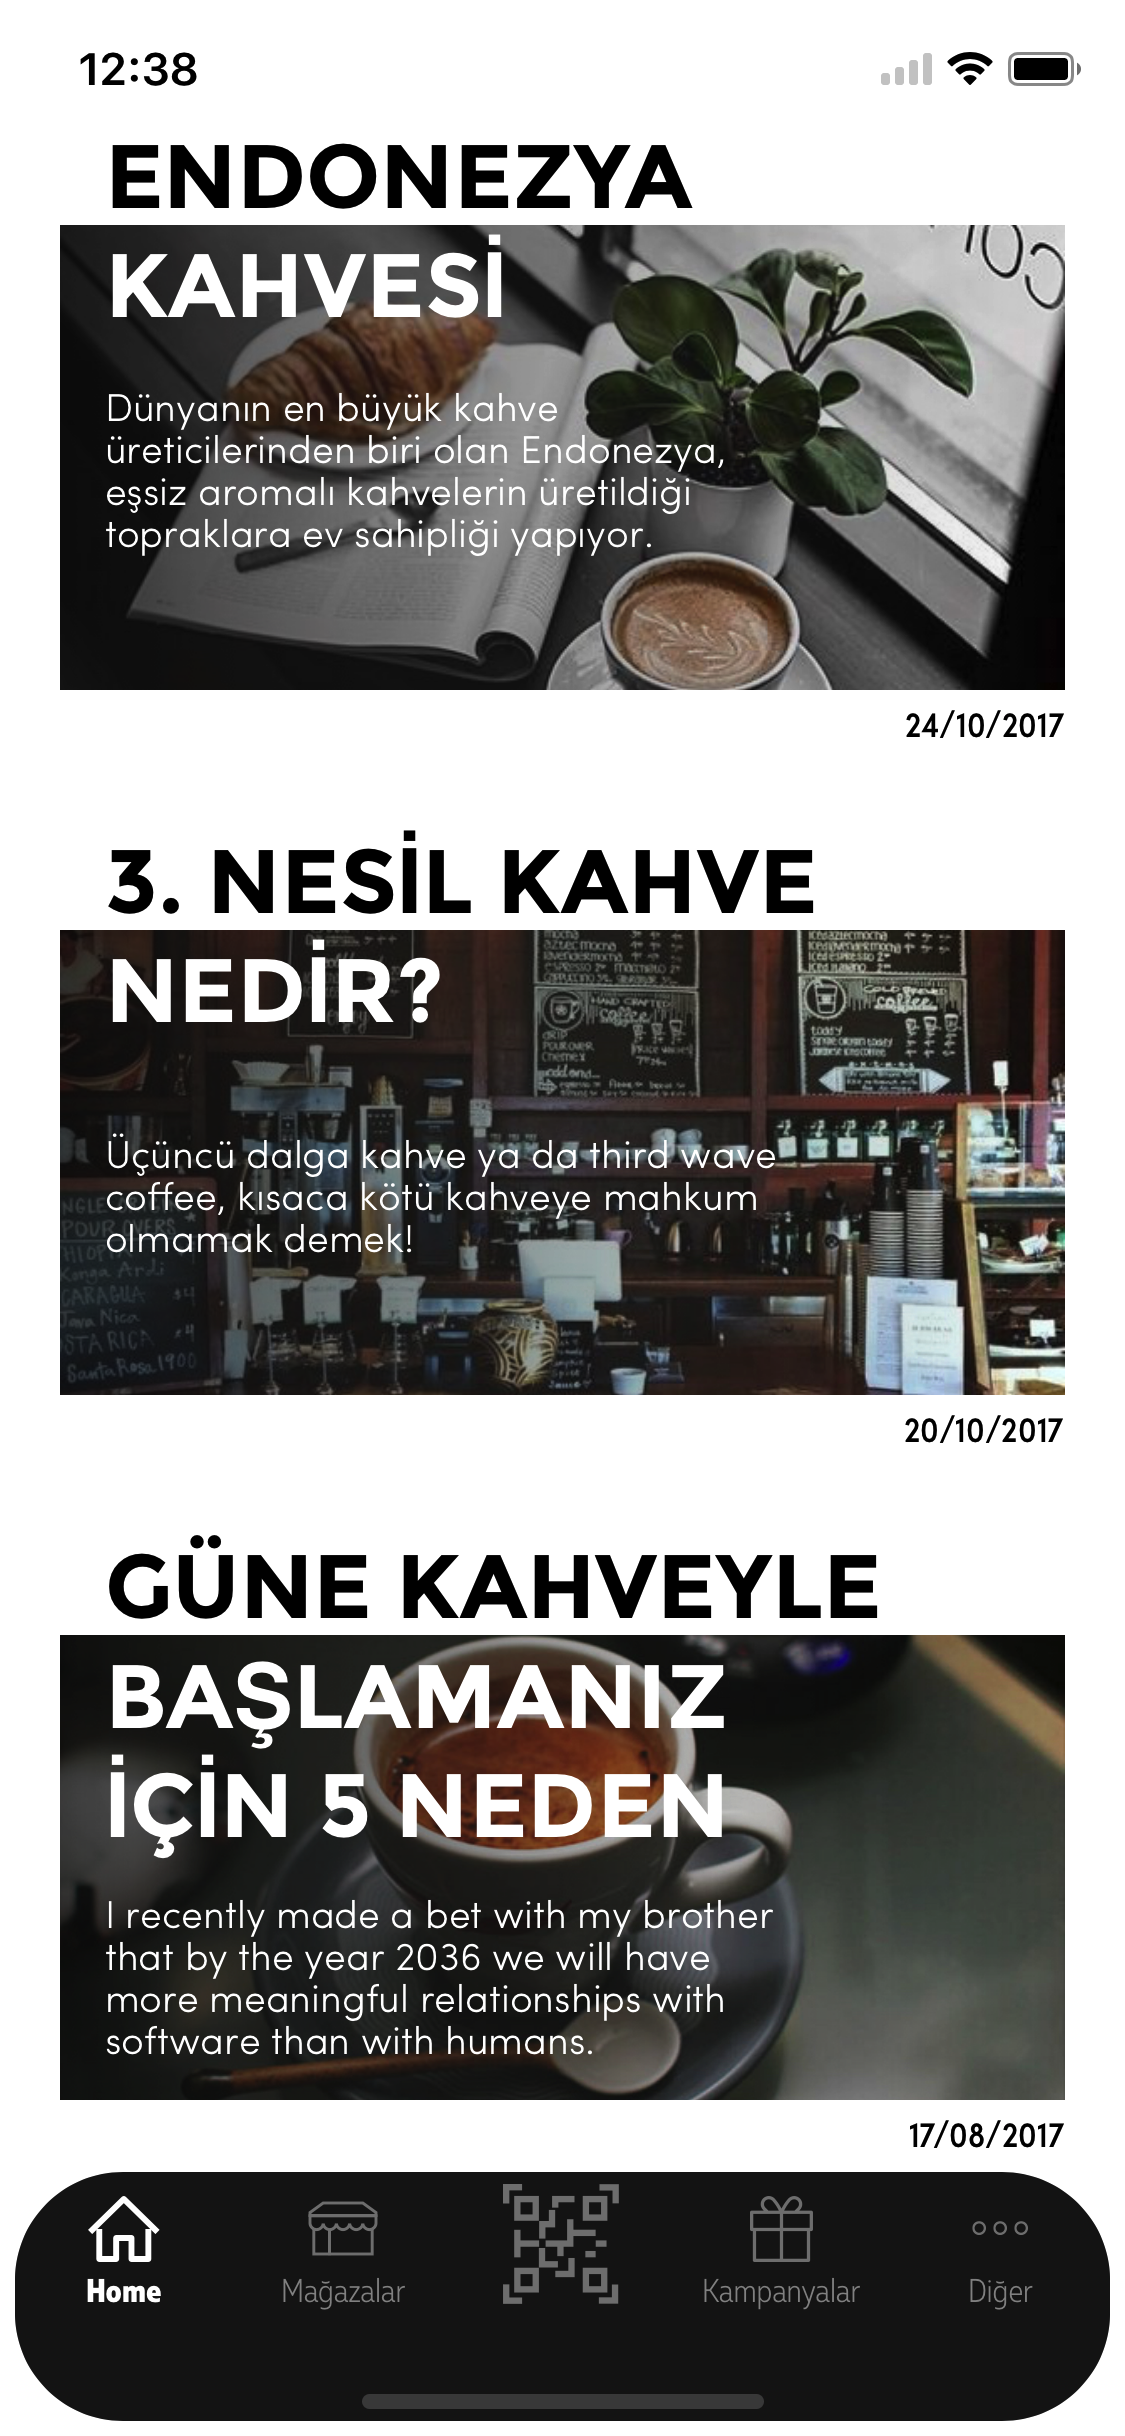 12:38
ENDONEZYA
KAHVESİ
Dünyanın en büyük kahve
üreticilerinden biri olan Endonezya,
eşsiz aromalı kahvelerin üretildiği
topraklara ev sahipliği yapıyor.
24/10/2017
3. NESİL KAHVE
NEDİR?
Üçüncü dalga kahve ya da third wave
coffee, kısaca kötü kahveye mahkum
olmamak demek!
20/10/2017
GÜNE KAHVEYLE
BAŞLAMANIZ
İÇİN 5 NEDEN
I recently made a bet with my brother
that by the year 2036 we will have
more meaningful relationships with
software than with humans.
17/08/2017
Home
Mağazalar
Kampanyalar
Diğer